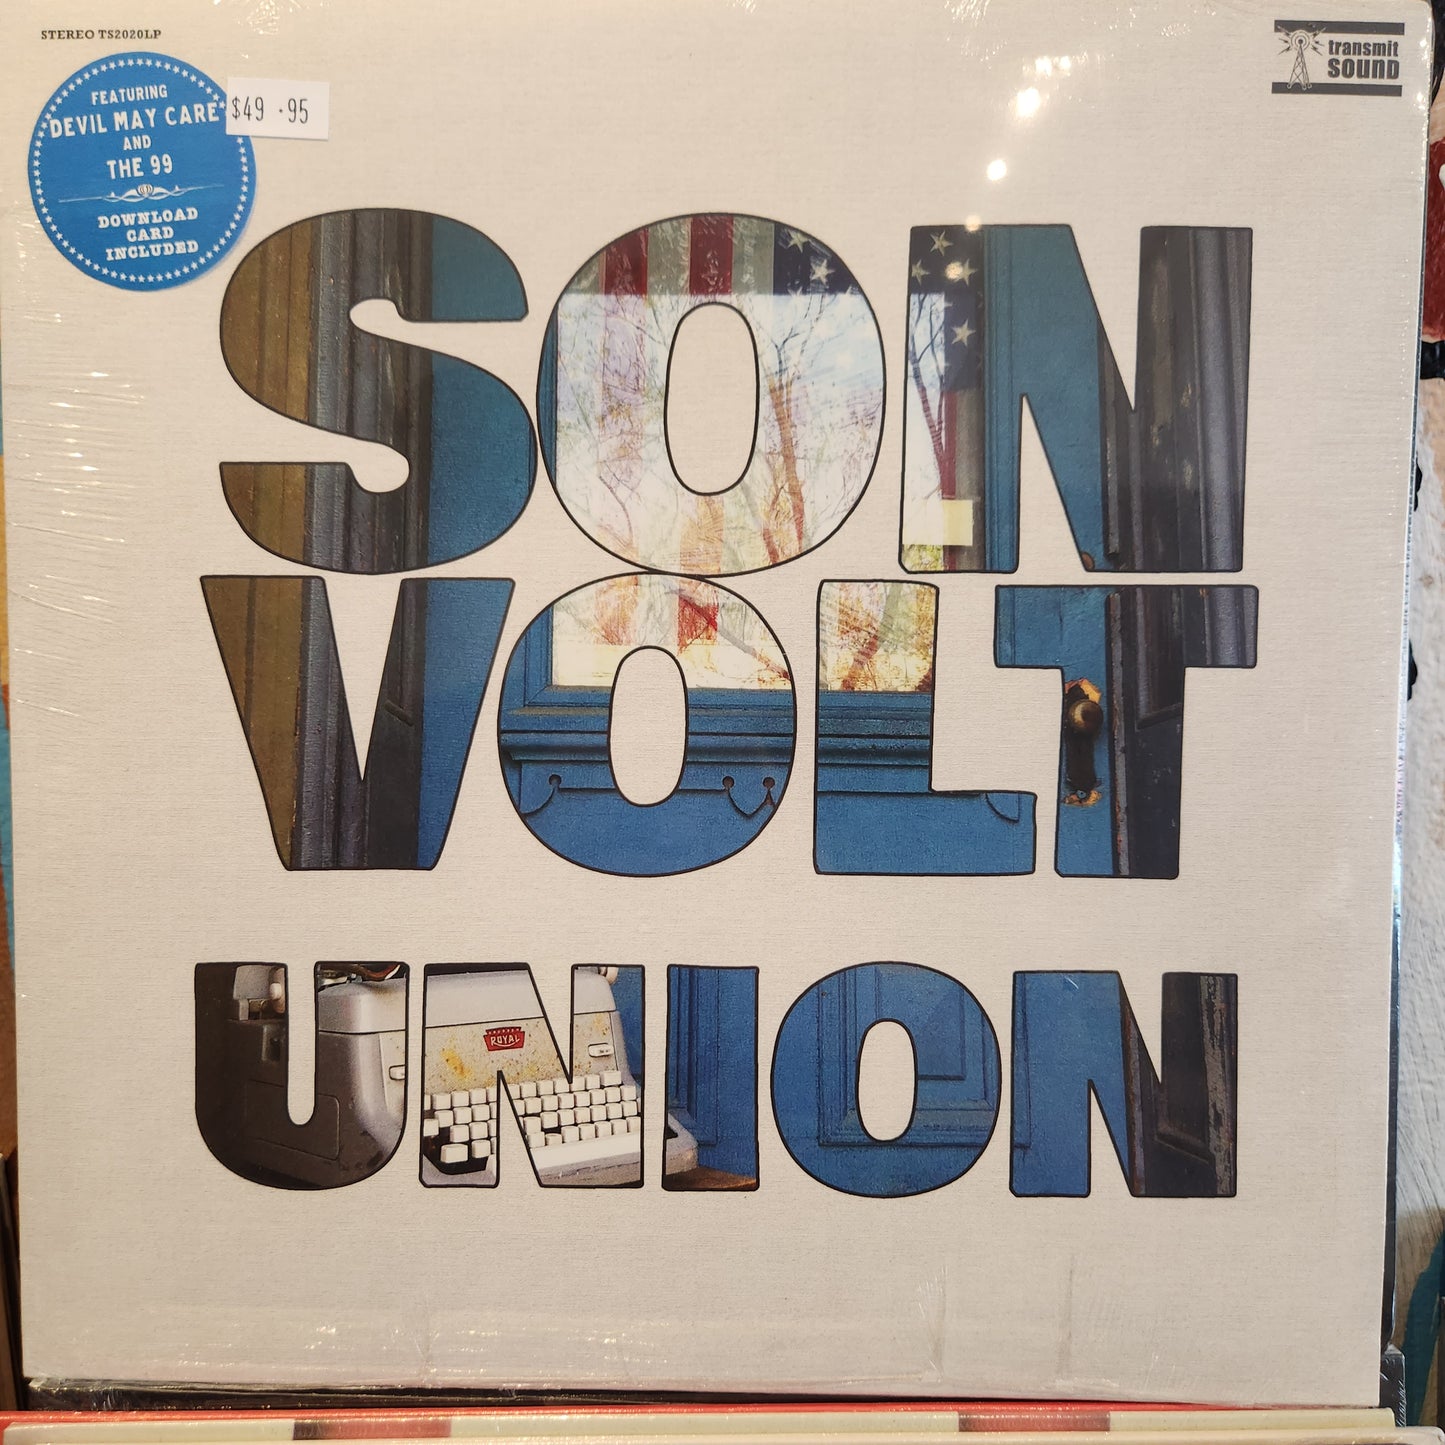 STEREO TS2020LP
transmit
SOUND
FEATURING
DEVIL MAY CARE
AND
THE 99
DOWNLOAD
CARD
INCLUDED
$49.95
SON
VOLT
UNION
ROYAL